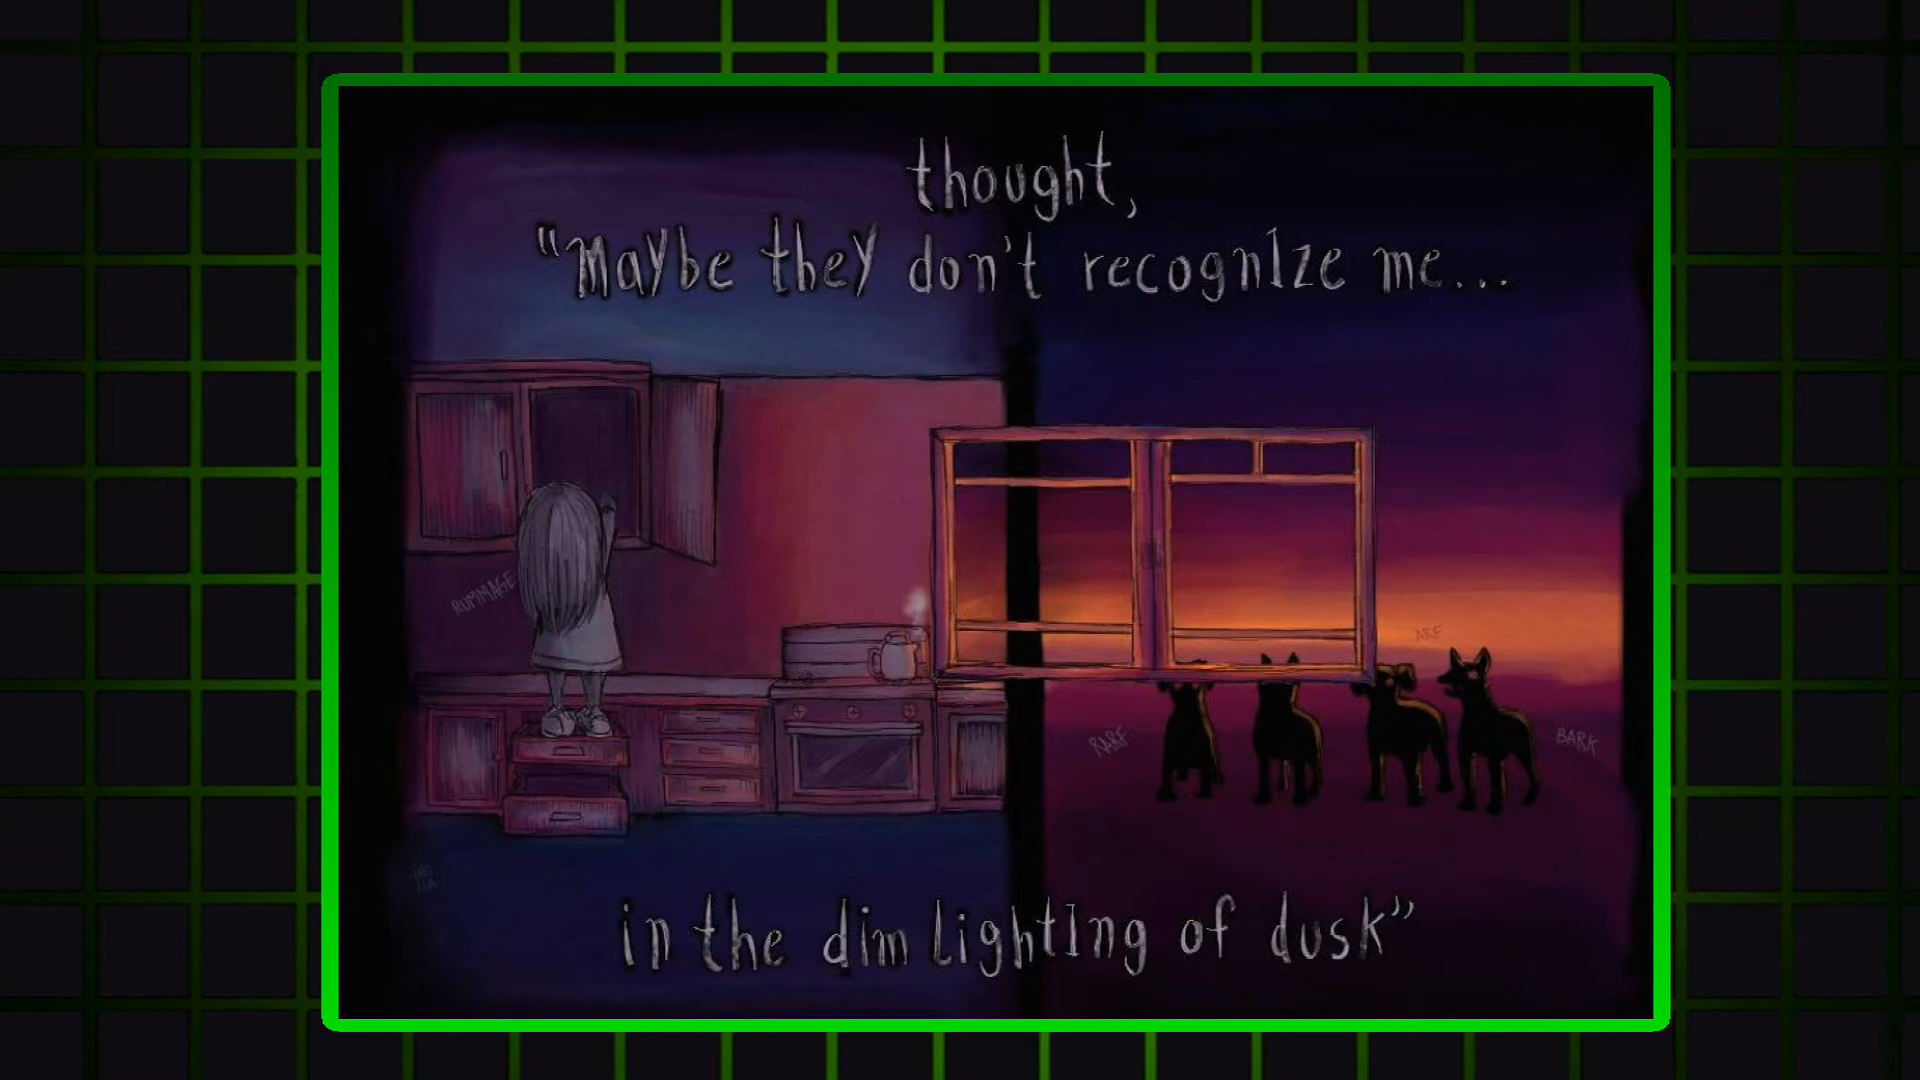 thought,
"Maybe they don't recognize me...
RUMMAGE
ARF
RARF
BARK
in the dim lighting of dusk"